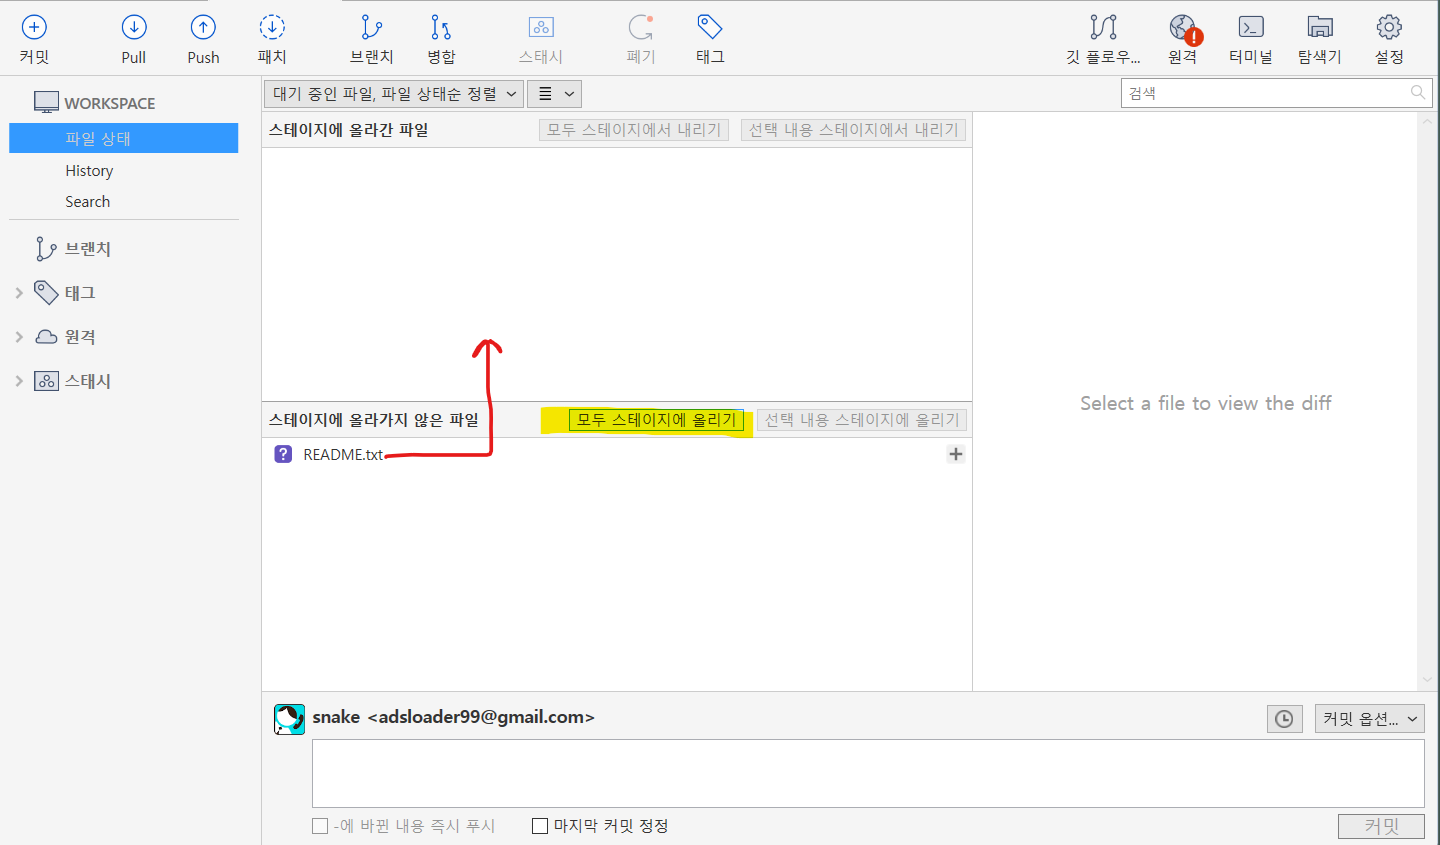 커밋
Pull
Push
패치
브랜치
병합
스태시
폐기
태그
깃 플로우...
원격
터미널
탐색기
설정
WORKSPACE
파일 상태
History
Search
브랜치
태그
원격
스태시
대기 중인 파일, 파일 상태순 정렬
검색
스테이지에 올라간 파일
모두 스테이지에서 내리기
선택 내용 스테이지에서 내리기
스테이지에 올라가지 않은 파일
모두 스테이지에 올리기
선택 내용 스테이지에 올리기
? README.txt
Select a file to view the diff
snake <adsloader99@gmail.com>
커밋 옵션...
-에 바뀐 내용 즉시 푸시
마지막 커밋 정정
커밋